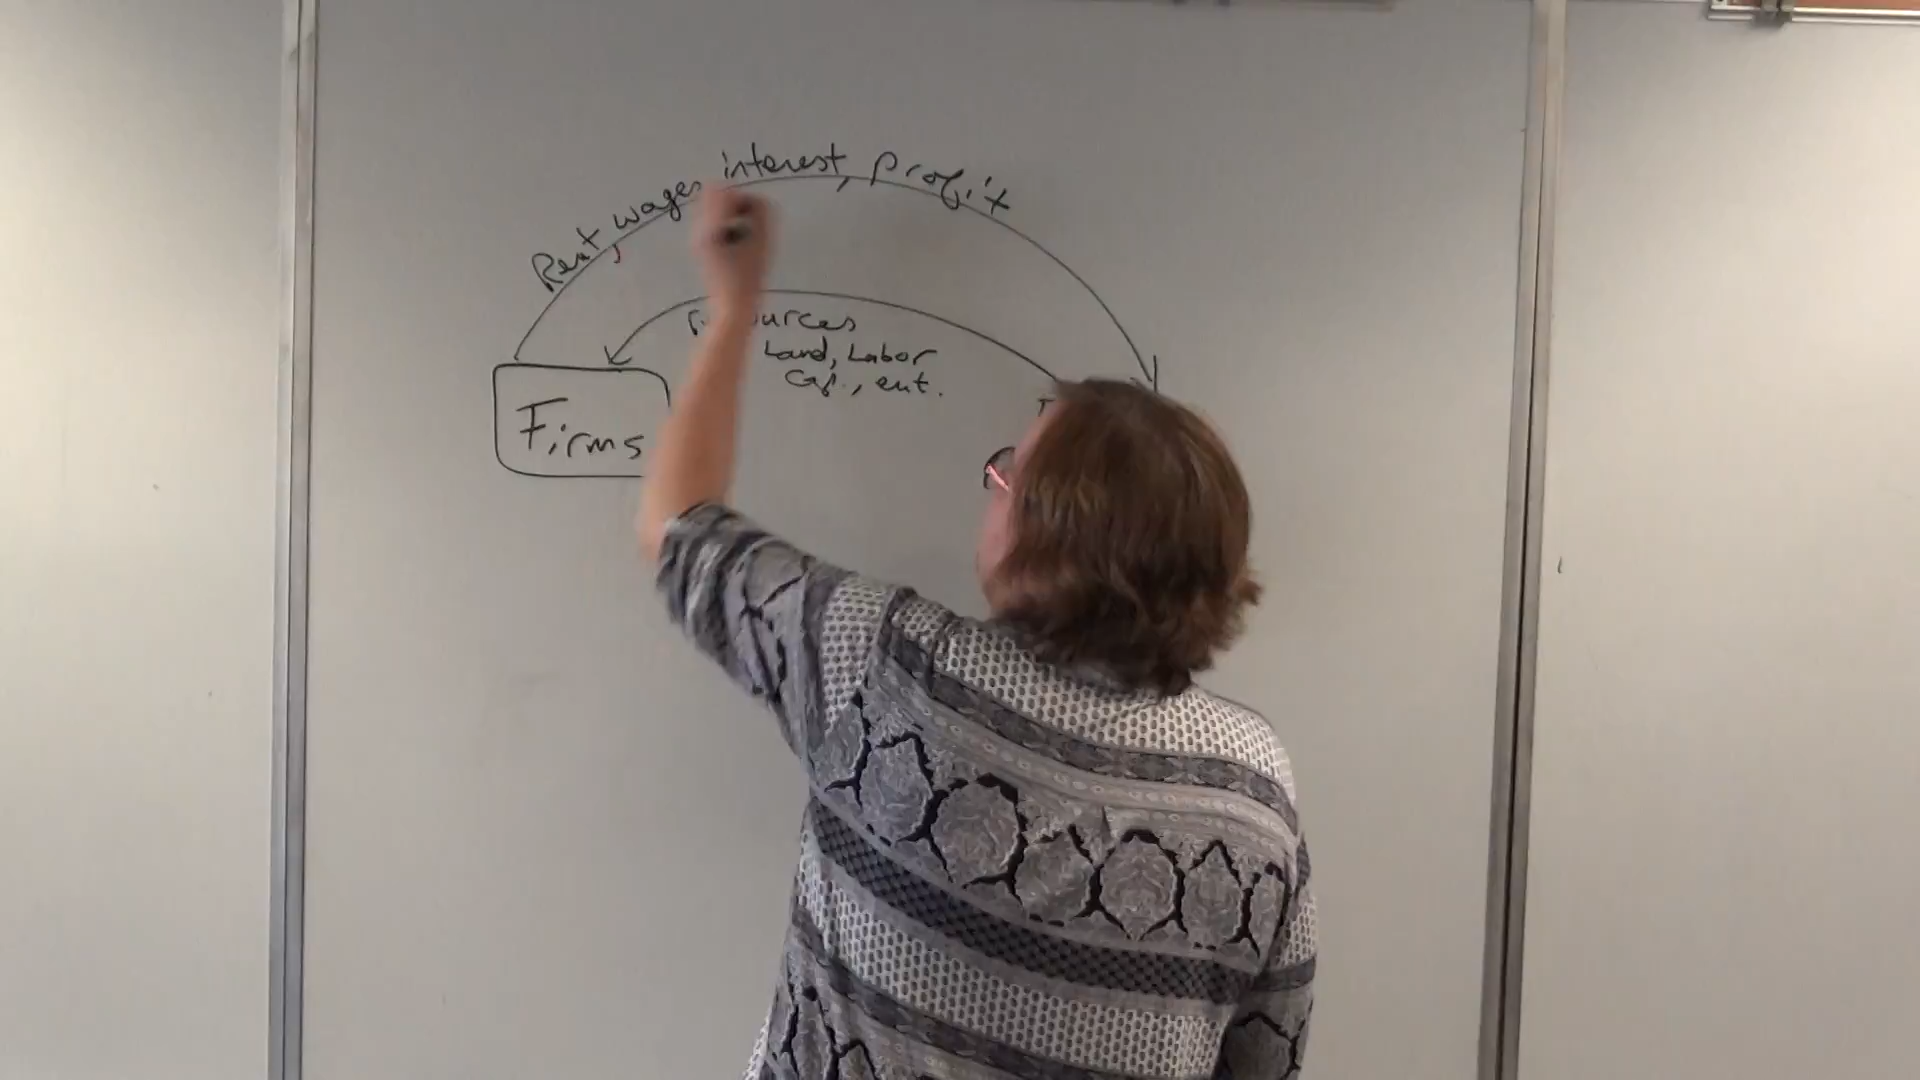 Rent, wages interest, profit
resources
Land, Labor
Cap., ent.
Firms